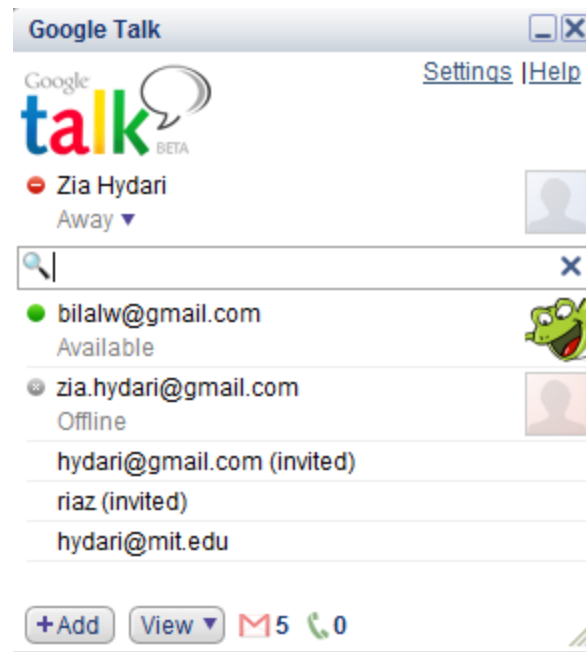 Google Talk
Settings | Help
Google
talk
BETA
Zia Hydari
Away
bilalw@gmail.com
Available
zia.hydari@gmail.com
Offline
hydari@gmail.com (invited)
riaz (invited)
hydari@mit.edu
+Add View 5 0